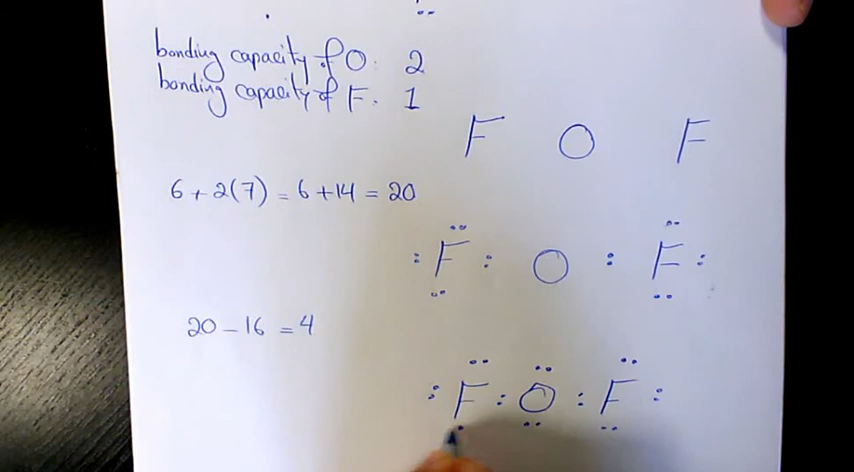 bonding capacity of O: 2
bonding capacity of F. 1
F O F
6 + 2(7) = 6 + 14 = 20
:F: O :F:
20 - 16 = 4
:F:O:F: